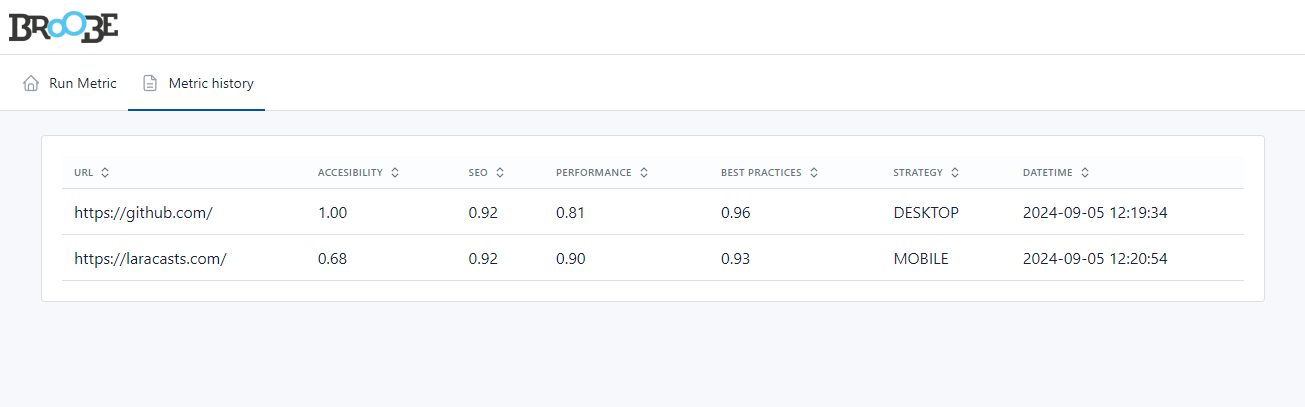 BROOBE
Run Metric Metric history
URL ACCESIBILITY SEO PERFORMANCE BEST PRACTICES STRATEGY DATETIME
https://github.com/ 1.00 0.92 0.81 0.96 DESKTOP 2024-09-05 12:19:34
https://laracasts.com/ 0.68 0.92 0.90 0.93 MOBILE 2024-09-05 12:20:54